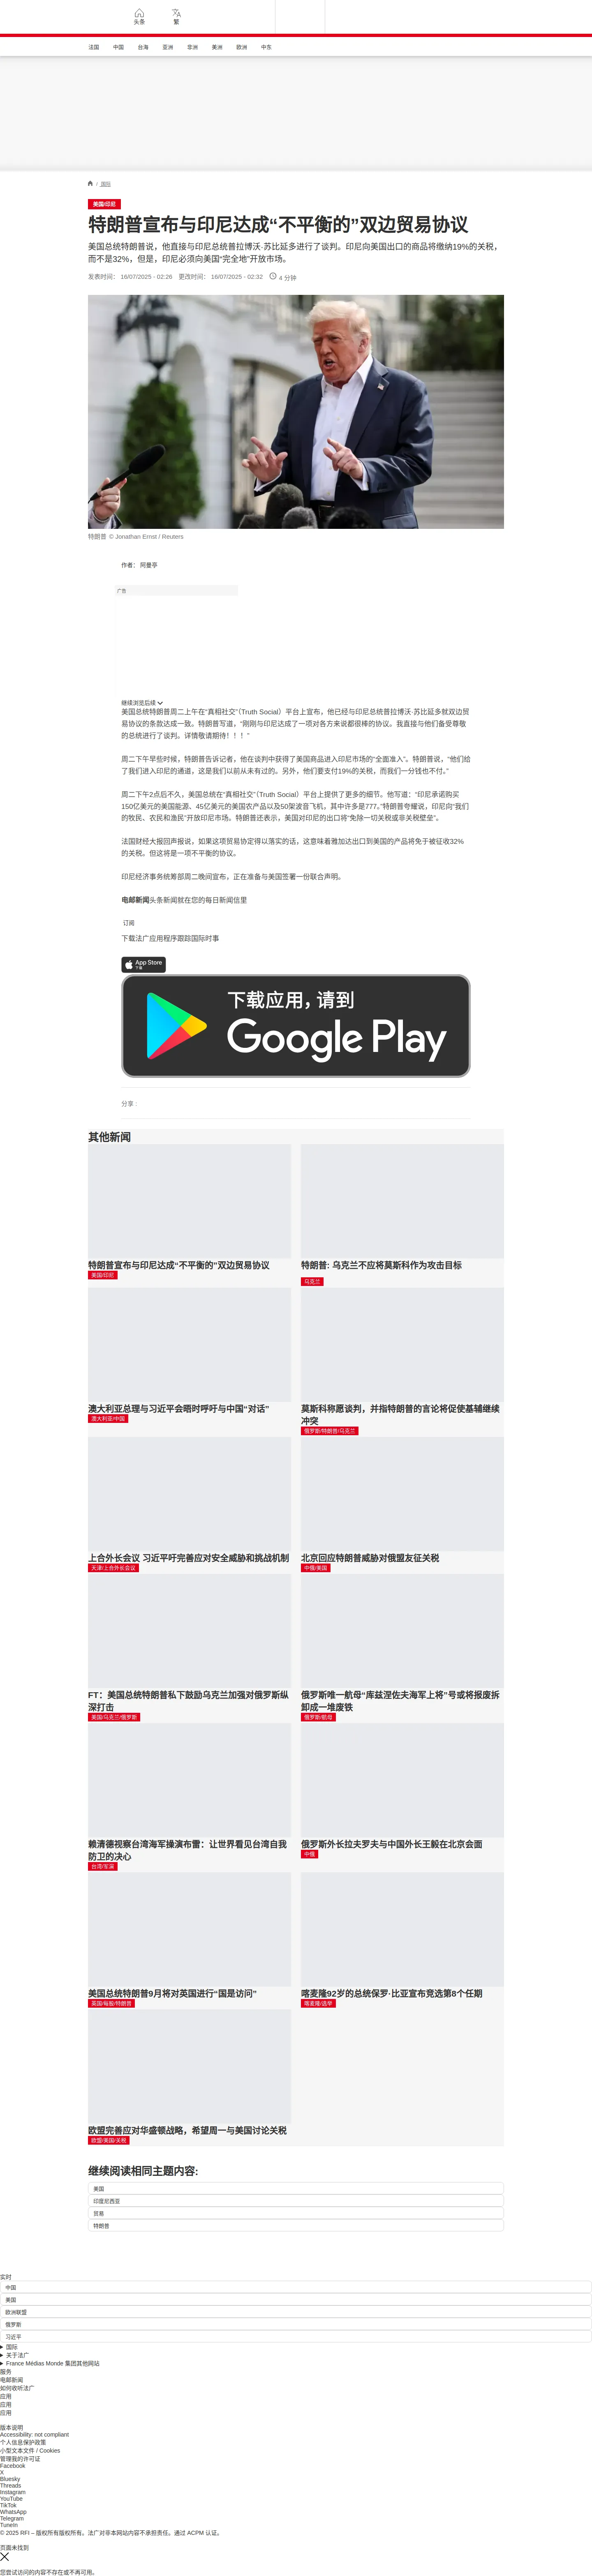 头条
繁
法国 中国 台海 亚洲 非洲 美洲 欧洲 中东
/ 国际
美国/印尼
特朗普宣布与印尼达成“不平衡的”双边贸易协议
美国总统特朗普说，他直接与印尼总统普拉博沃·苏比延多进行了谈判。印尼向美国出口的商品将缴纳19%的关税，
而不是32%，但是，印尼必须向美国“完全地”开放市场。
发表时间： 16/07/2025 - 02:26 更改时间： 16/07/2025 - 02:32 4 分钟
特朗普 © Jonathan Ernst / Reuters
作者： 阿曼亭
广告
继续浏览后续
美国总统特朗普周二上午在“真相社交”（Truth Social）平台上宣布，他已经与印尼总统普拉博沃·苏比延多就双边贸
易协议的条款达成一致。特朗普写道，“刚刚与印尼达成了一项对各方来说都很棒的协议。我直接与他们备受尊敬
的总统进行了谈判。详情敬请期待！！！”
周二下午早些时候，特朗普告诉记者，他在谈判中获得了美国商品进入印尼市场的“全面准入”。特朗普说，“他们给
了我们进入印尼的通道，这是我们以前从未有过的。另外，他们要支付19%的关税，而我们一分钱也不付。”
周二下午2点后不久，美国总统在“真相社交”（Truth Social）平台上提供了更多的细节。他写道：“印尼承诺购买
150亿美元的美国能源、45亿美元的美国农产品以及50架波音飞机，其中许多是777。”特朗普夸耀说，印尼向“我们
的牧民、农民和渔民”开放印尼市场。特朗普还表示，美国对印尼的出口将“免除一切关税或非关税壁垒”。
法国财经大报回声报说，如果这项贸易协定得以落实的话，这意味着雅加达出口到美国的产品将免于被征收32%
的关税。但这将是一项不平衡的协议。
印尼经济事务统筹部周二晚间宣布，正在准备与美国签署一份联合声明。
电邮新闻头条新闻就在您的每日新闻信里
订阅
下载法广应用程序跟踪国际时事
App Store
下载
下载应用，请到
Google Play
分享 :
其他新闻
特朗普宣布与印尼达成“不平衡的”双边贸易协议
美国/印尼
特朗普: 乌克兰不应将莫斯科作为攻击目标
乌克兰
澳大利亚总理与习近平会晤时呼吁与中国“对话”
澳大利亚/中国
莫斯科称愿谈判，并指特朗普的言论将促使基辅继续
冲突
俄罗斯/特朗普/乌克兰
上合外长会议 习近平吁完善应对安全威胁和挑战机制
天津/上合外长会议
北京回应特朗普威胁对俄盟友征关税
中俄/美国
FT：美国总统特朗普私下鼓励乌克兰加强对俄罗斯纵
深打击
美国/乌克兰/俄罗斯
俄罗斯唯一航母“库兹涅佐夫海军上将”号或将报废拆
卸成一堆废铁
俄罗斯/航母
赖清德视察台湾海军操演布雷：让世界看见台湾自我
防卫的决心
台湾/军演
俄罗斯外长拉夫罗夫与中国外长王毅在北京会面
中俄
美国总统特朗普9月将对英国进行“国是访问”
英国/匈殷/特朗普
喀麦隆92岁的总统保罗·比亚宣布竞选第8个任期
喀麦隆/选举
欧盟完善应对华盛顿战略，希望周一与美国讨论关税
欧盟/美国/关税
继续阅读相同主题内容:
美国
印度尼西亚
贸易
特朗普
实时
中国
美国
欧洲联盟
俄罗斯
习近平
国际
关于法广
France Médias Monde 集团其他网站
服务
电邮新闻
如何收听法广
应用
应用
应用
版本说明
Accessibility: not compliant
个人信息保护政策
小型文本文件 / Cookies
管理我的许可证
Facebook
X
Bluesky
Threads
Instagram
YouTube
TikTok
WhatsApp
Telegram
TuneIn
© 2025 RFI – 版权所有版权所有。法广对非本网站内容不承担责任。通过 ACPM 认证。
页面未找到
您尝试访问的内容不存在或不再可用。